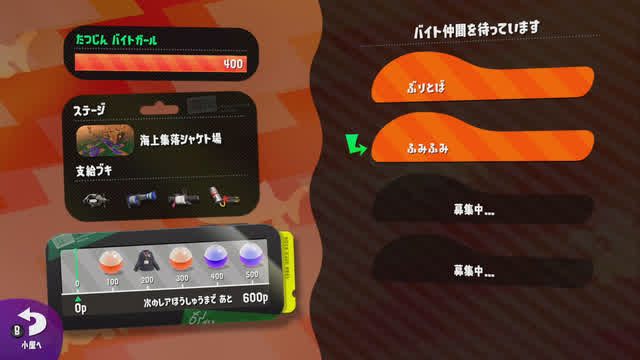 たつじん バイトガール
400
ステージ
海上集落シャケト場
支給ブキ
0
100
200
300
400
500
0p
次のレアほうしゅうまで あと 600p
B
小屋へ
バイト仲間を待っています
ぶりとば
ふみふみ
募集中...
募集中...